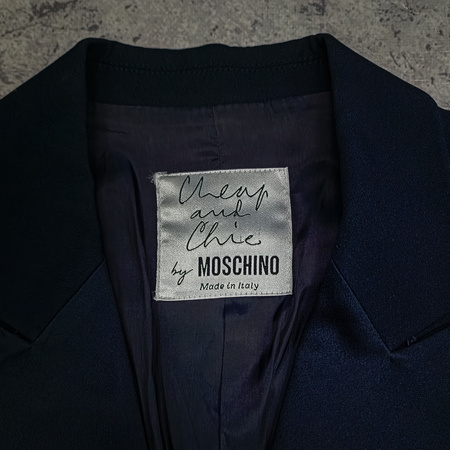 Cheap
and
Chic
by MOSCHINO
Made in Italy